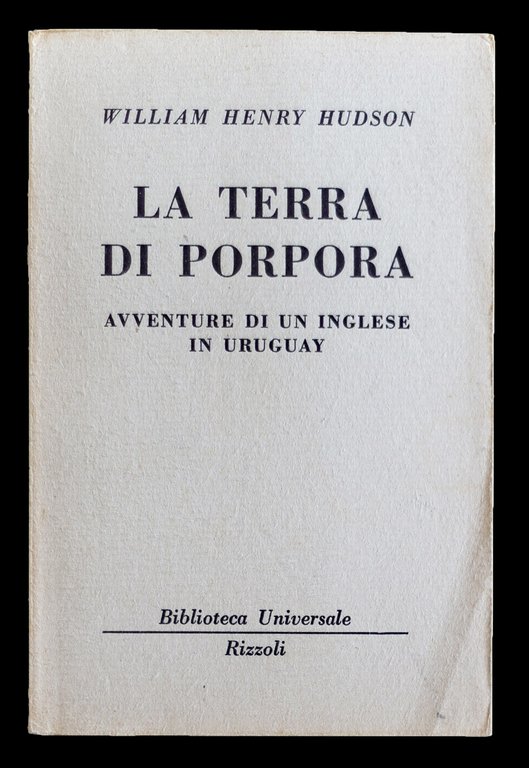 WILLIAM HENRY HUDSON
LA TERRA
DI PORPORA
AVVENTURE DI UN INGLESE
IN URUGUAY
Biblioteca Universale
Rizzoli